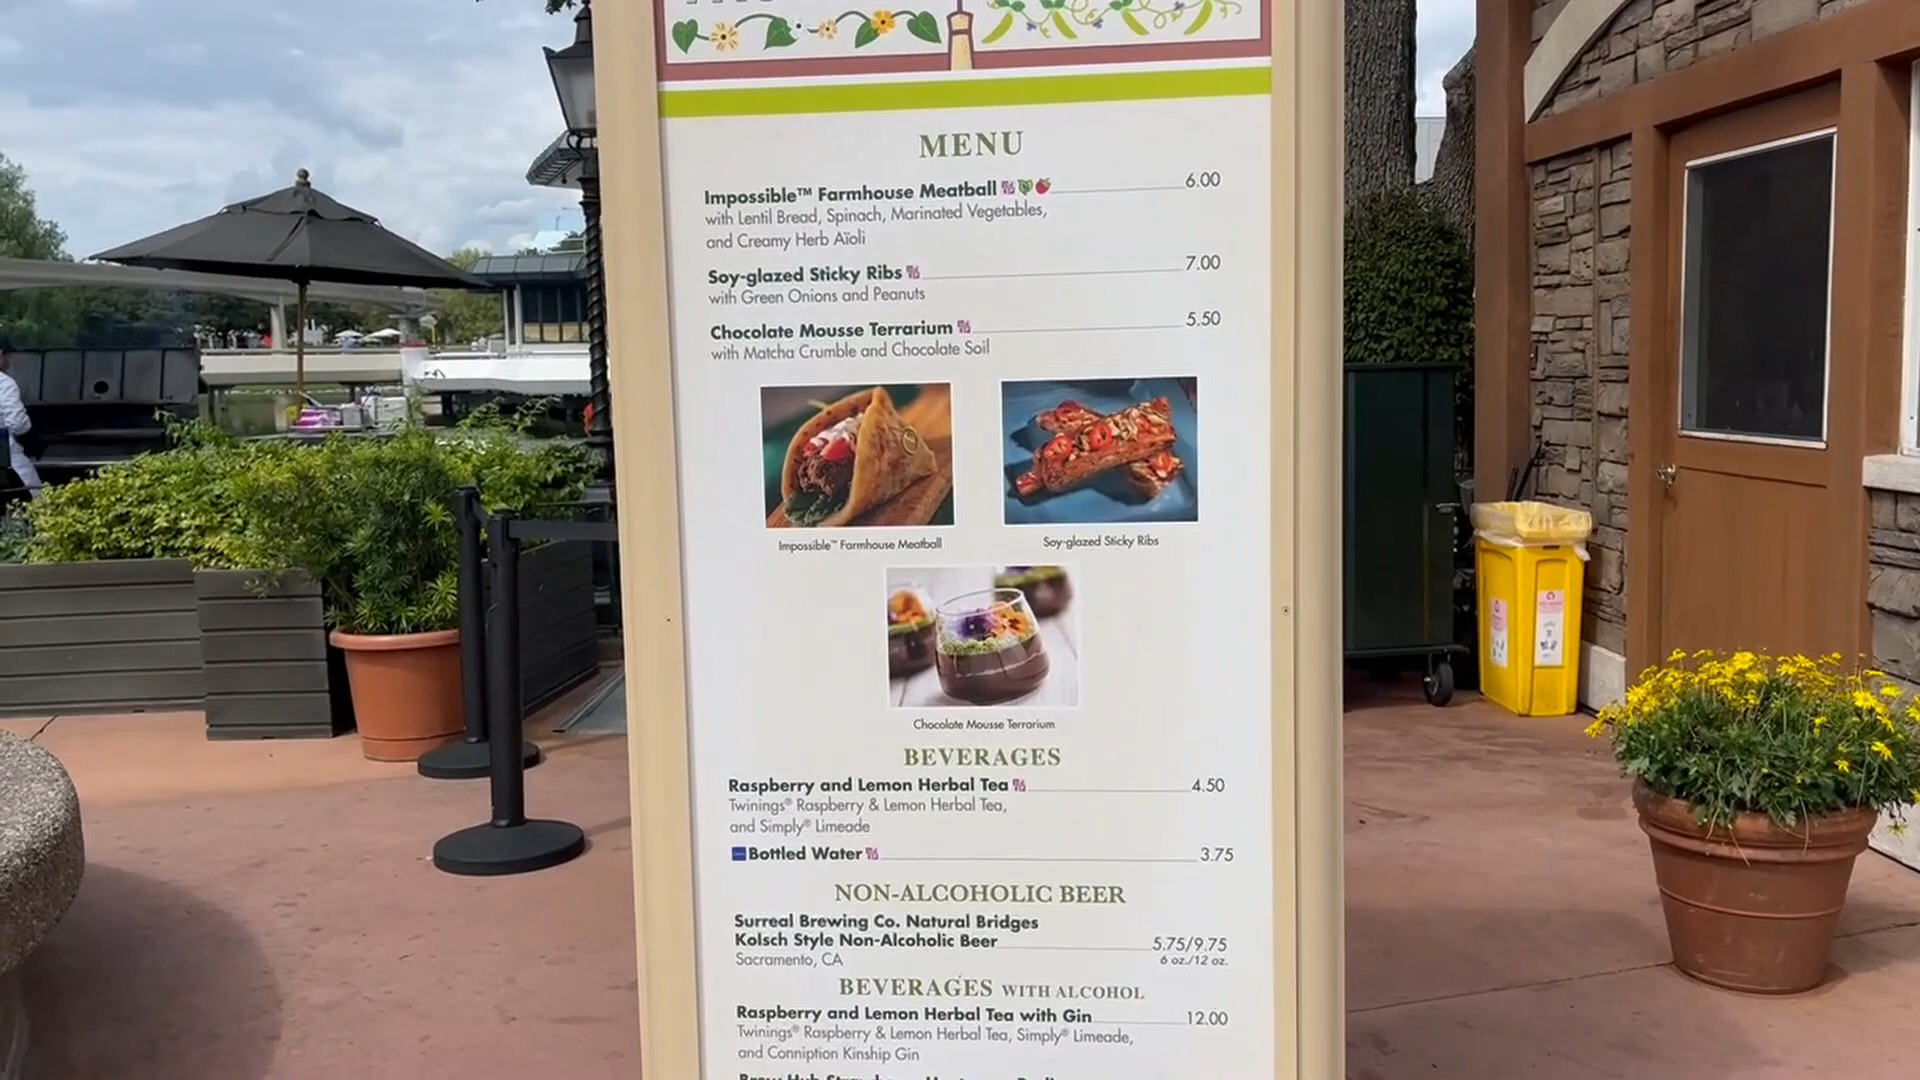 MENU
Impossible™ Farmhouse Meatball 6.00
with Lentil Bread, Spinach, Marinated Vegetables,
and Creamy Herb Aïoli
Soy-glazed Sticky Ribs 7.00
with Green Onions and Peanuts
Chocolate Mousse Terrarium 5.50
with Matcha Crumble and Chocolate Soil
Impossible™ Farmhouse Meatball
Soy-glazed Sticky Ribs
Chocolate Mousse Terrarium
BEVERAGES
Raspberry and Lemon Herbal Tea 4.50
Twinings® Raspberry & Lemon Herbal Tea,
and Simply® Limeade
Bottled Water 3.75
NON-ALCOHOLIC BEER
Surreal Brewing Co. Natural Bridges
Kolsch Style Non-Alcoholic Beer 5.75/9.75
Sacramento, CA 6 oz./12 oz.
BEVERAGES WITH ALCOHOL
Raspberry and Lemon Herbal Tea with Gin 12.00
Twinings® Raspberry & Lemon Herbal Tea, Simply® Limeade,
and Conniption Kinship Gin